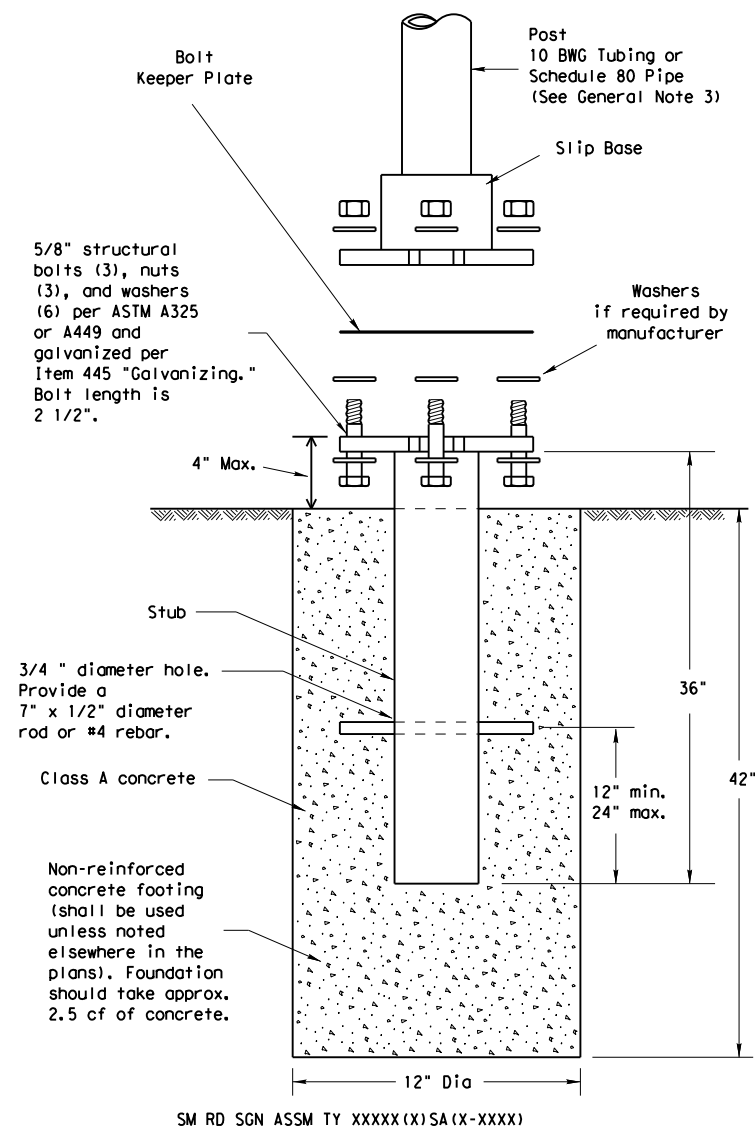 Post
10 BWG Tubing or
Schedule 80 Pipe
(See General Note 3)
Bolt
Keeper Plate
Slip Base
5/8" structural
bolts (3), nuts
(3), and washers
(6) per ASTM A325
or A449 and
galvanized per
Item 445 "Galvanizing."
Bolt length is
2 1/2".
Washers
if required by
manufacturer
4" Max.
Stub
3/4 " diameter hole.
Provide a
7" x 1/2" diameter
rod or #4 rebar.
36"
Class A concrete
12" min.
24" max.
42"
Non-reinforced
concrete footing
(shall be used
unless noted
elsewhere in the
plans). Foundation
should take approx.
2.5 cf of concrete.
12" Dia
SM RD SGN ASSM TY XXXXX(X)SA(X-XXXX)